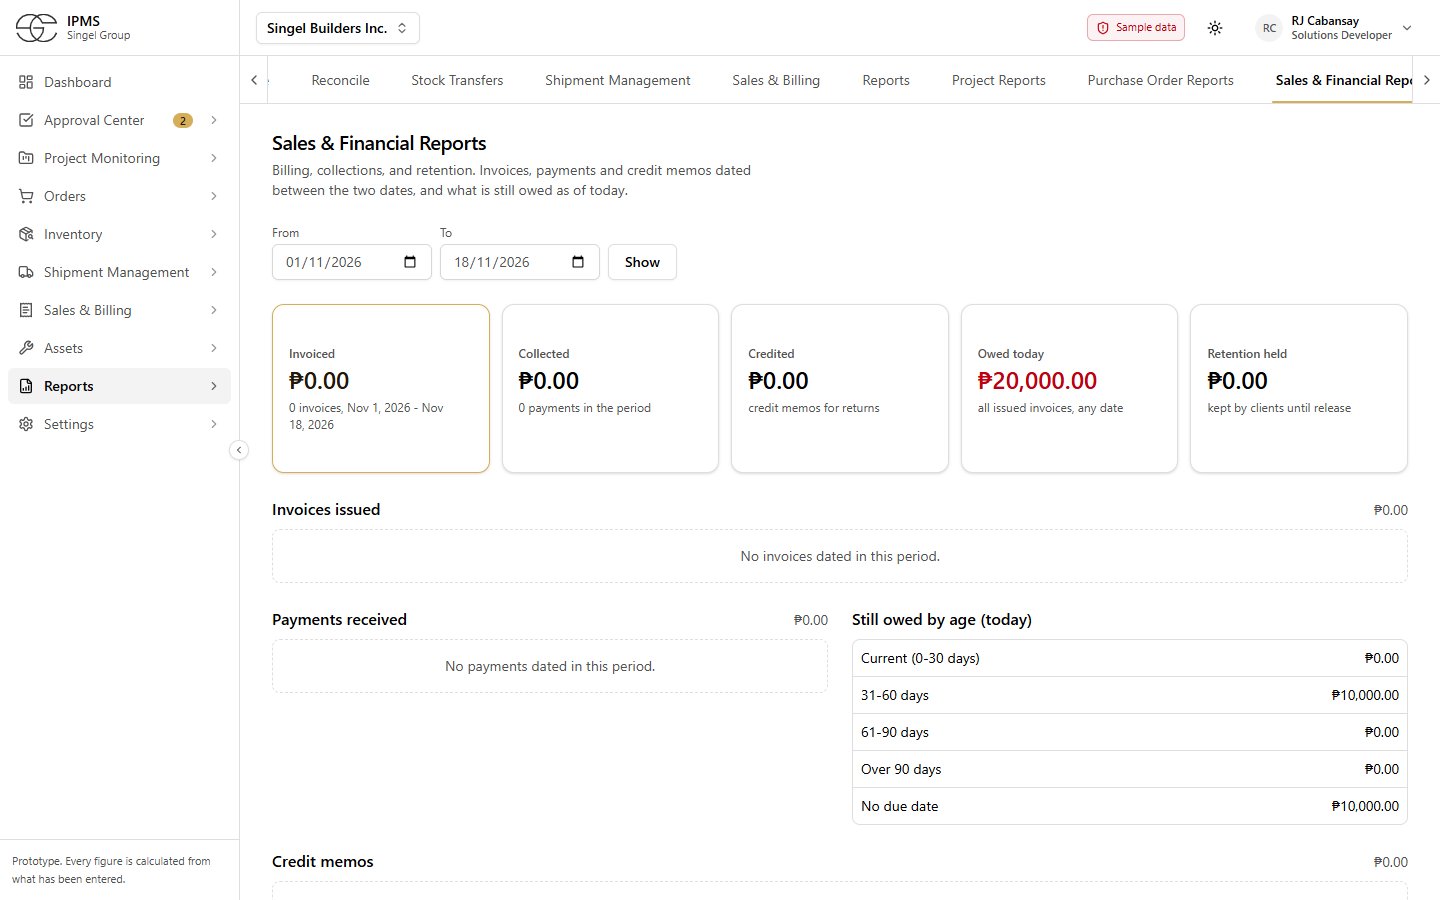 IPMS
Singel Group
Singel Builders Inc.
Sample data
RC
RJ Cabansay
Solutions Developer
Dashboard
Approval Center 2
Project Monitoring
Orders
Inventory
Shipment Management
Sales & Billing
Assets
Reports
Settings
Prototype. Every figure is calculated from
what has been entered.
Reconcile
Stock Transfers
Shipment Management
Sales & Billing
Reports
Project Reports
Purchase Order Reports
Sales & Financial Repo
Sales & Financial Reports
Billing, collections, and retention. Invoices, payments and credit memos dated
between the two dates, and what is still owed as of today.
From
To
01/11/2026
18/11/2026
Show
Invoiced
₱0.00
0 invoices, Nov 1, 2026 - Nov
18, 2026
Collected
₱0.00
0 payments in the period
Credited
₱0.00
credit memos for returns
Owed today
₱20,000.00
all issued invoices, any date
Retention held
₱0.00
kept by clients until release
Invoices issued
₱0.00
No invoices dated in this period.
Payments received
₱0.00
No payments dated in this period.
Still owed by age (today)
Current (0-30 days) ₱0.00
31-60 days ₱10,000.00
61-90 days ₱0.00
Over 90 days ₱0.00
No due date ₱10,000.00
Credit memos
₱0.00